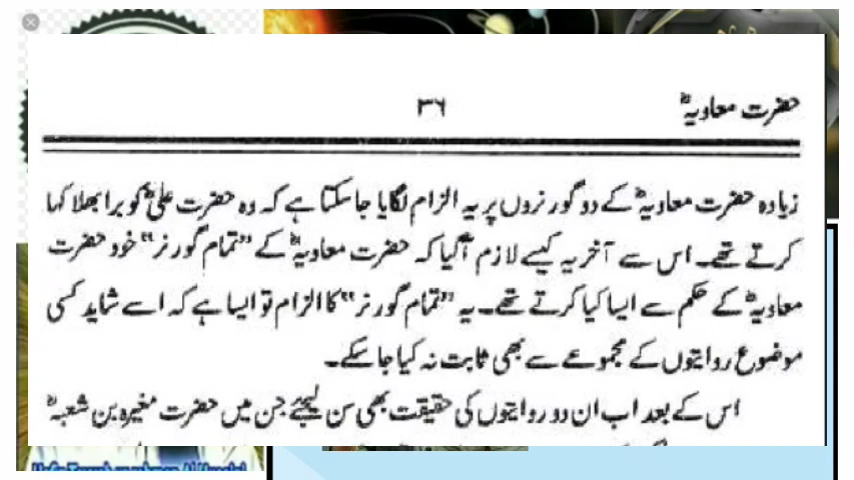 حضرت معاویہؓ
۳۶
زیادہ حضرت معاویہؓ کے دو گورنروں پر یہ الزام لگایا جا سکتا ہے کہ وہ حضرت علیؓ کو برا بھلا کہا
کرتے تھے۔ اس سے آخر یہ کیسے لازم آگیا کہ حضرت معاویہؓ کے "تمام گورنر" خود حضرت
معاویہؓ کے حکم سے ایسا کیا کرتے تھے۔ یہ "تمام گورنر" کا الزام تو ایسا ہے کہ اسے شاید کسی
موضوع روایتوں کے مجموعے سے بھی ثابت نہ کیا جا سکے۔
اس کے بعد اب ان دو روایتوں کی حقیقت بھی سن لیجئے جن میں حضرت مغیرہ بن شعبہؓ